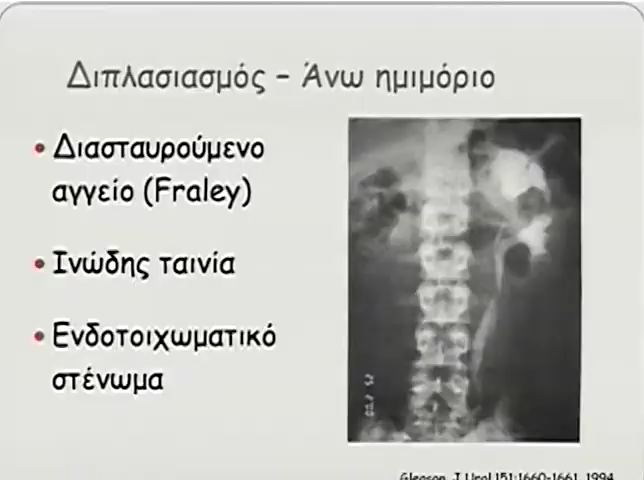 Διπλασιασμός – Άνω ημιμόριο
• Διασταυρούμενο
αγγείο (Fraley)
• Ινώδης ταινία
• Ενδοτοιχωματικό
στένωμα
Gleason, J Urol 151:1660-1661, 1994